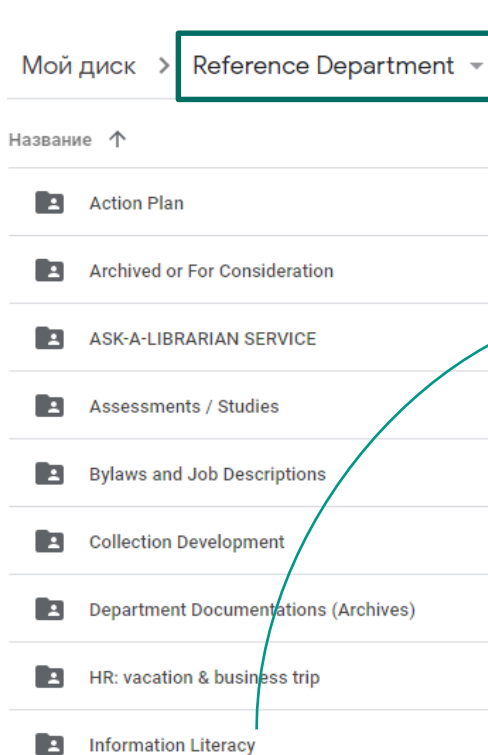 Мой диск > Reference Department
Название ↑
Action Plan
Archived or For Consideration
ASK-A-LIBRARIAN SERVICE
Assessments / Studies
Bylaws and Job Descriptions
Collection Development
Department Documentations (Archives)
HR: vacation & business trip
Information Literacy